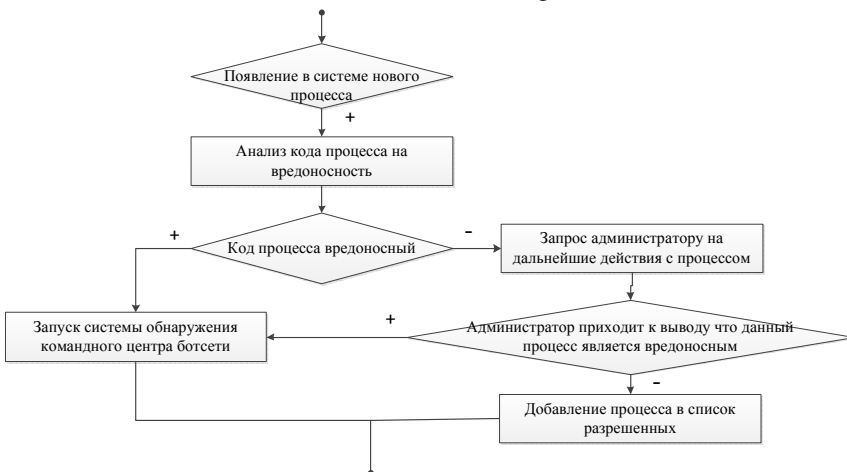 Появление в системе нового
процесса
+
Анализ кода процесса на
вредоносность
+
Код процесса вредоносный
-
Запрос администратору на
дальнейшие действия с процессом
Запуск системы обнаружения
командного центра ботсети
+
Администратор приходит к выводу что данный
процесс является вредоносным
-
Добавление процесса в список
разрешенных